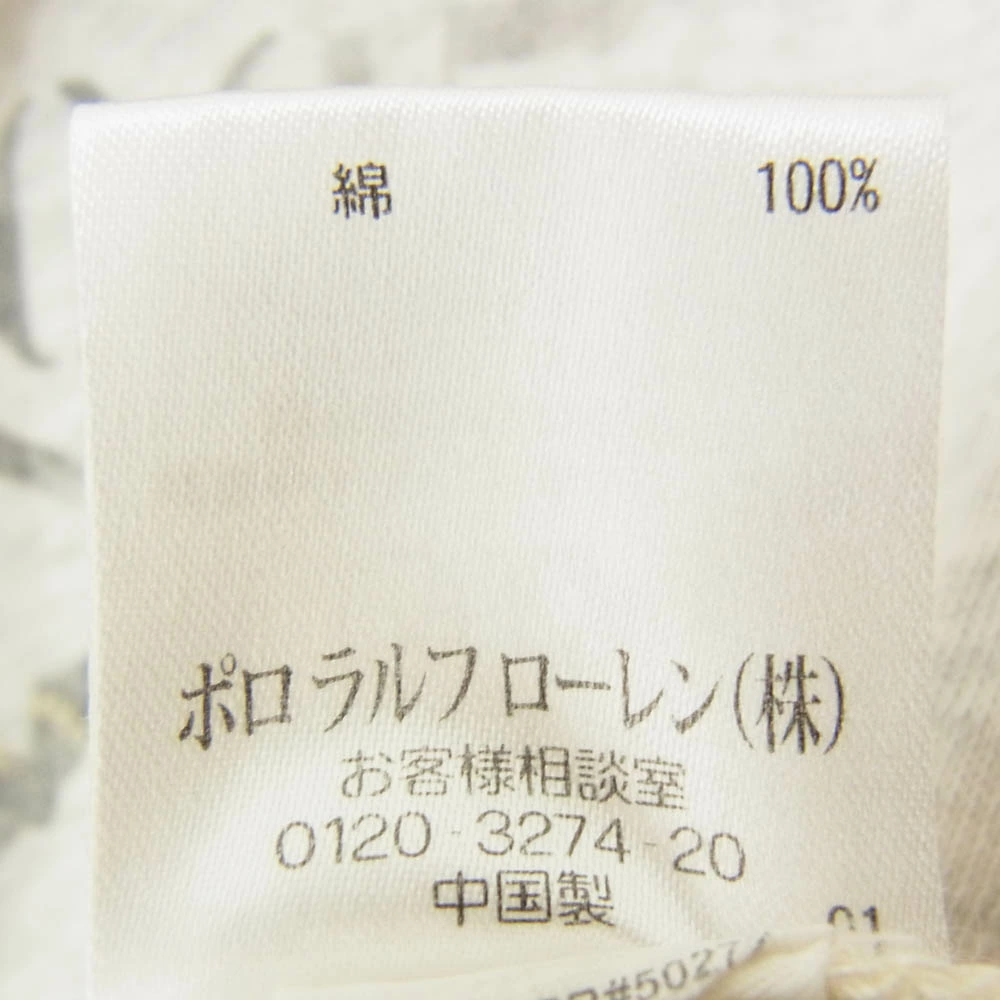 綿 100%
ポロ ラルフ ローレン(株)
お客様相談室
0120-3274-20
中国製